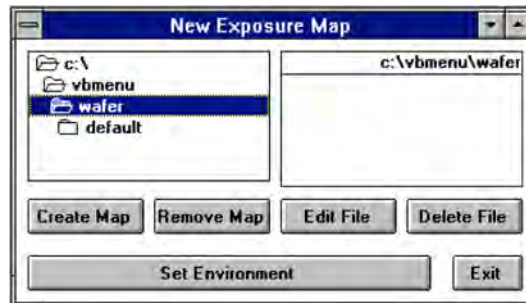 New Exposure Map
c:\
c:\vbmenu\wafer
vbmenu
wafer
default
Create Map
Remove Map
Edit File
Delete File
Set Environment
Exit